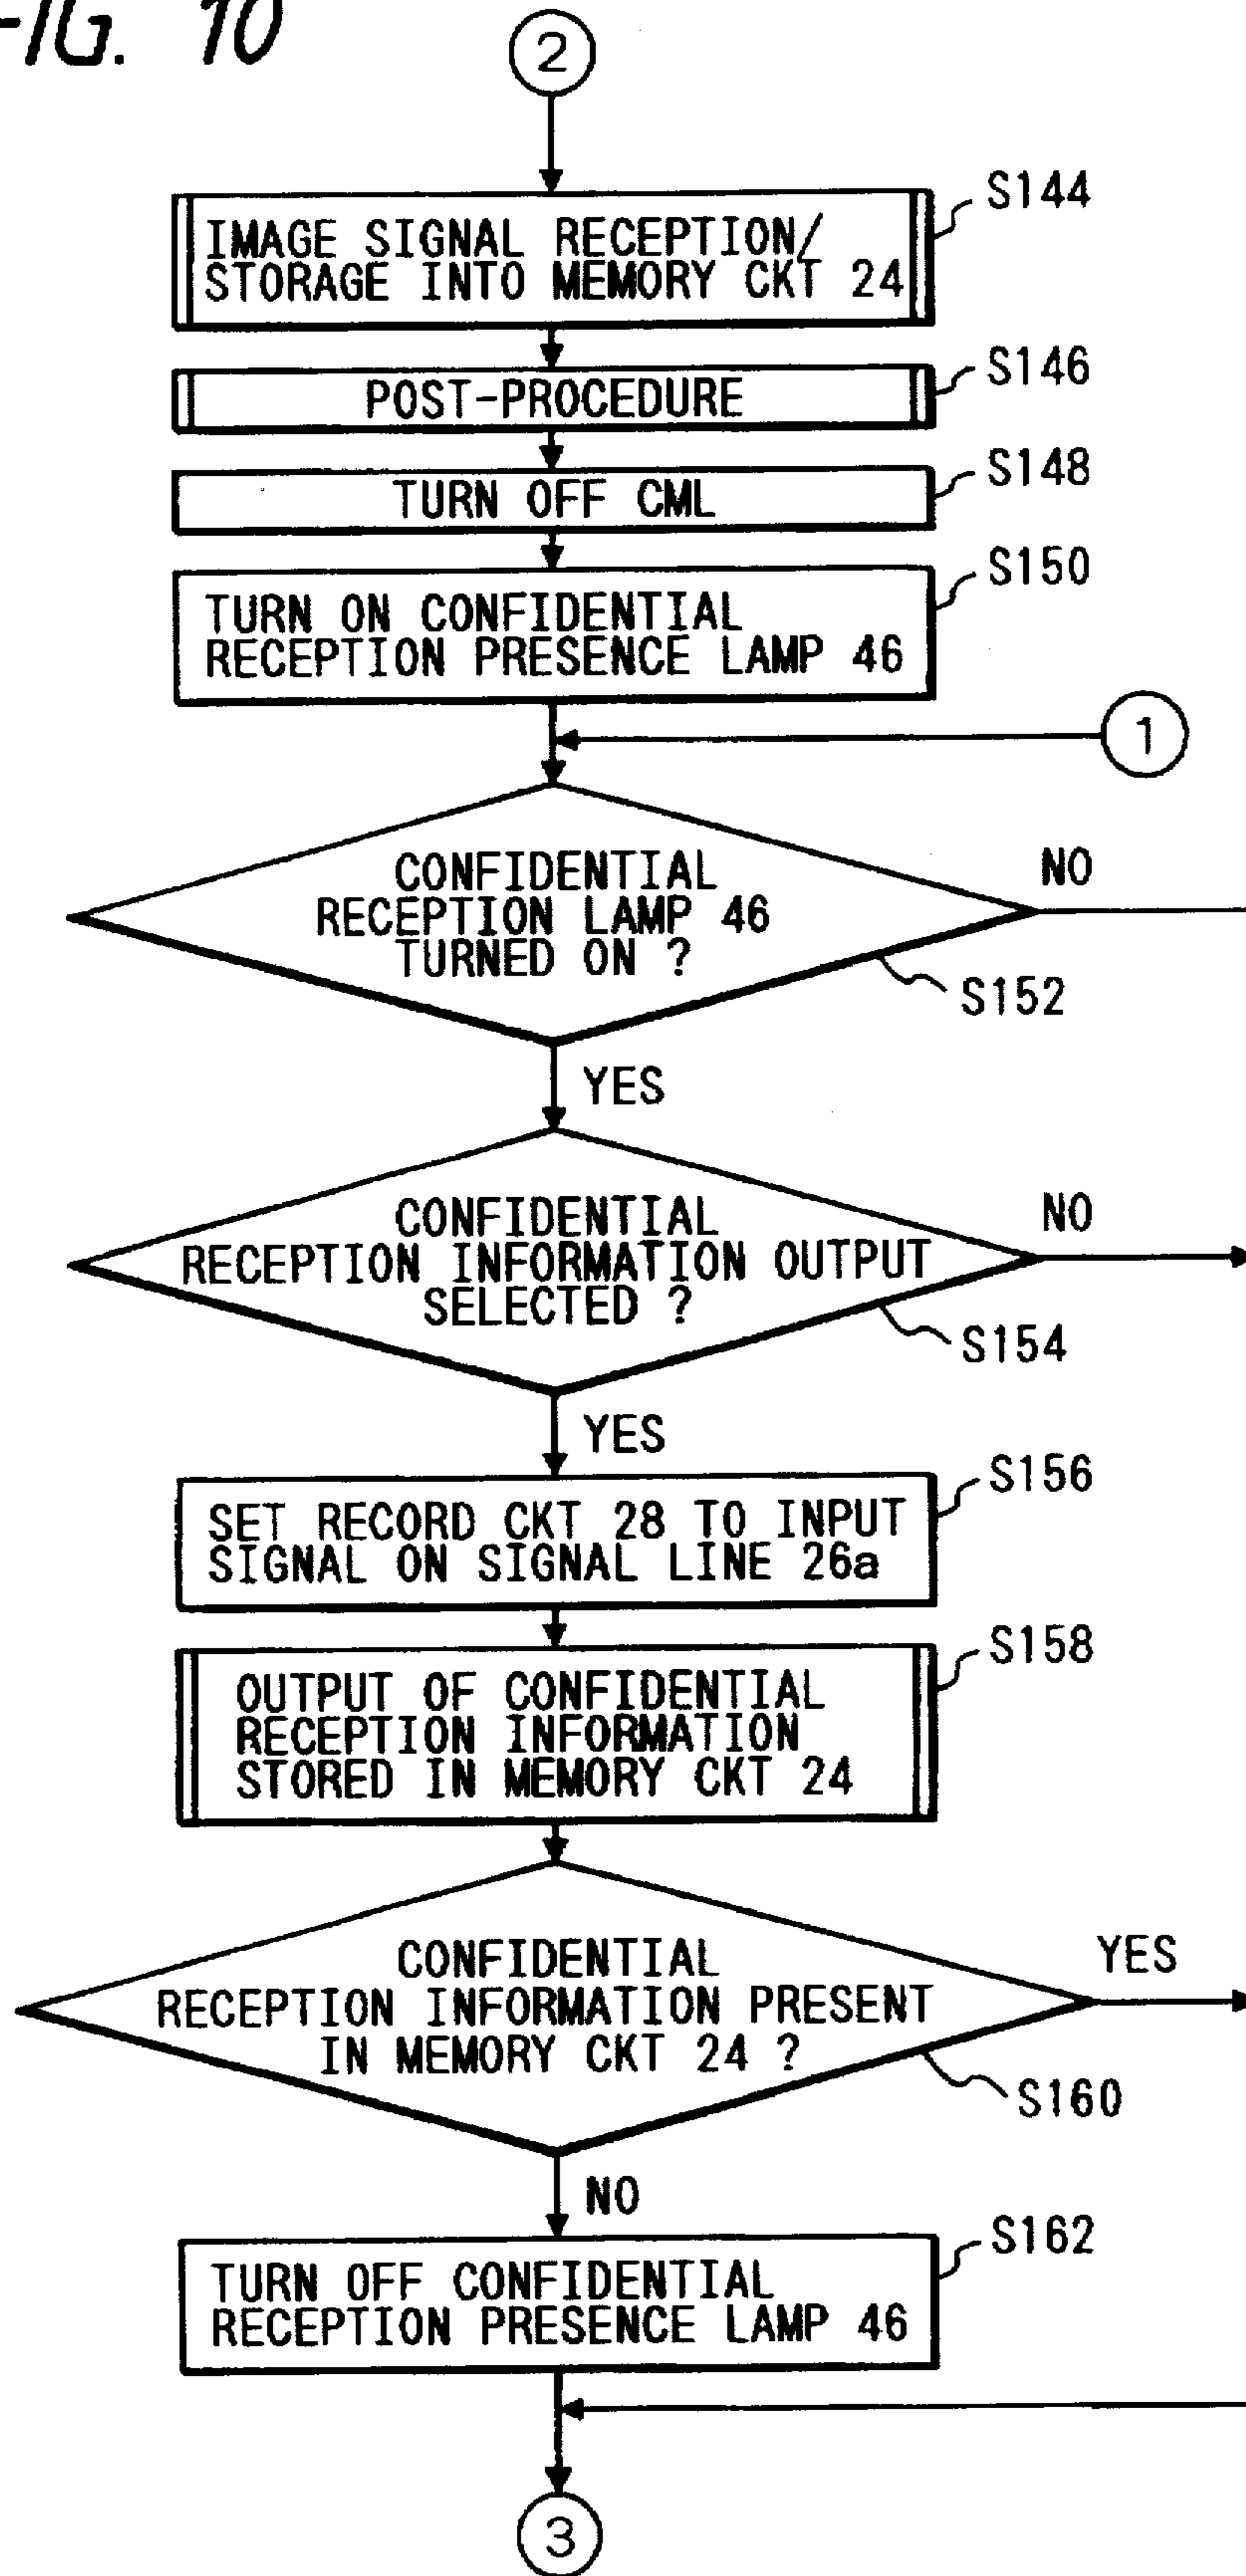 FIG. 10
2
IMAGE SIGNAL RECEPTION/
STORAGE INTO MEMORY CKT 24
S144
POST-PROCEDURE
S146
TURN OFF CML
S148
TURN ON CONFIDENTIAL
RECEPTION PRESENCE LAMP 46
S150
1
CONFIDENTIAL
RECEPTION LAMP 46
TURNED ON ?
NO
S152
YES
CONFIDENTIAL
RECEPTION INFORMATION OUTPUT
SELECTED ?
NO
S154
YES
SET RECORD CKT 28 TO INPUT
SIGNAL ON SIGNAL LINE 26a
S156
OUTPUT OF CONFIDENTIAL
RECEPTION INFORMATION
STORED IN MEMORY CKT 24
S158
CONFIDENTIAL
RECEPTION INFORMATION PRESENT
IN MEMORY CKT 24 ?
YES
S160
NO
TURN OFF CONFIDENTIAL
RECEPTION PRESENCE LAMP 46
S162
3